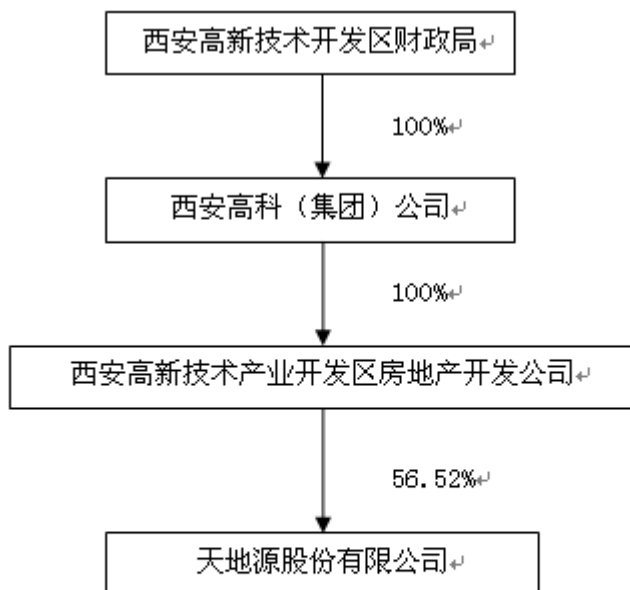 西安高新技术开发区财政局↵
100%↵
西安高科（集团）公司↵
100%↵
西安高新技术产业开发区房地产开发公司↵
56.52%↵
天地源股份有限公司↵